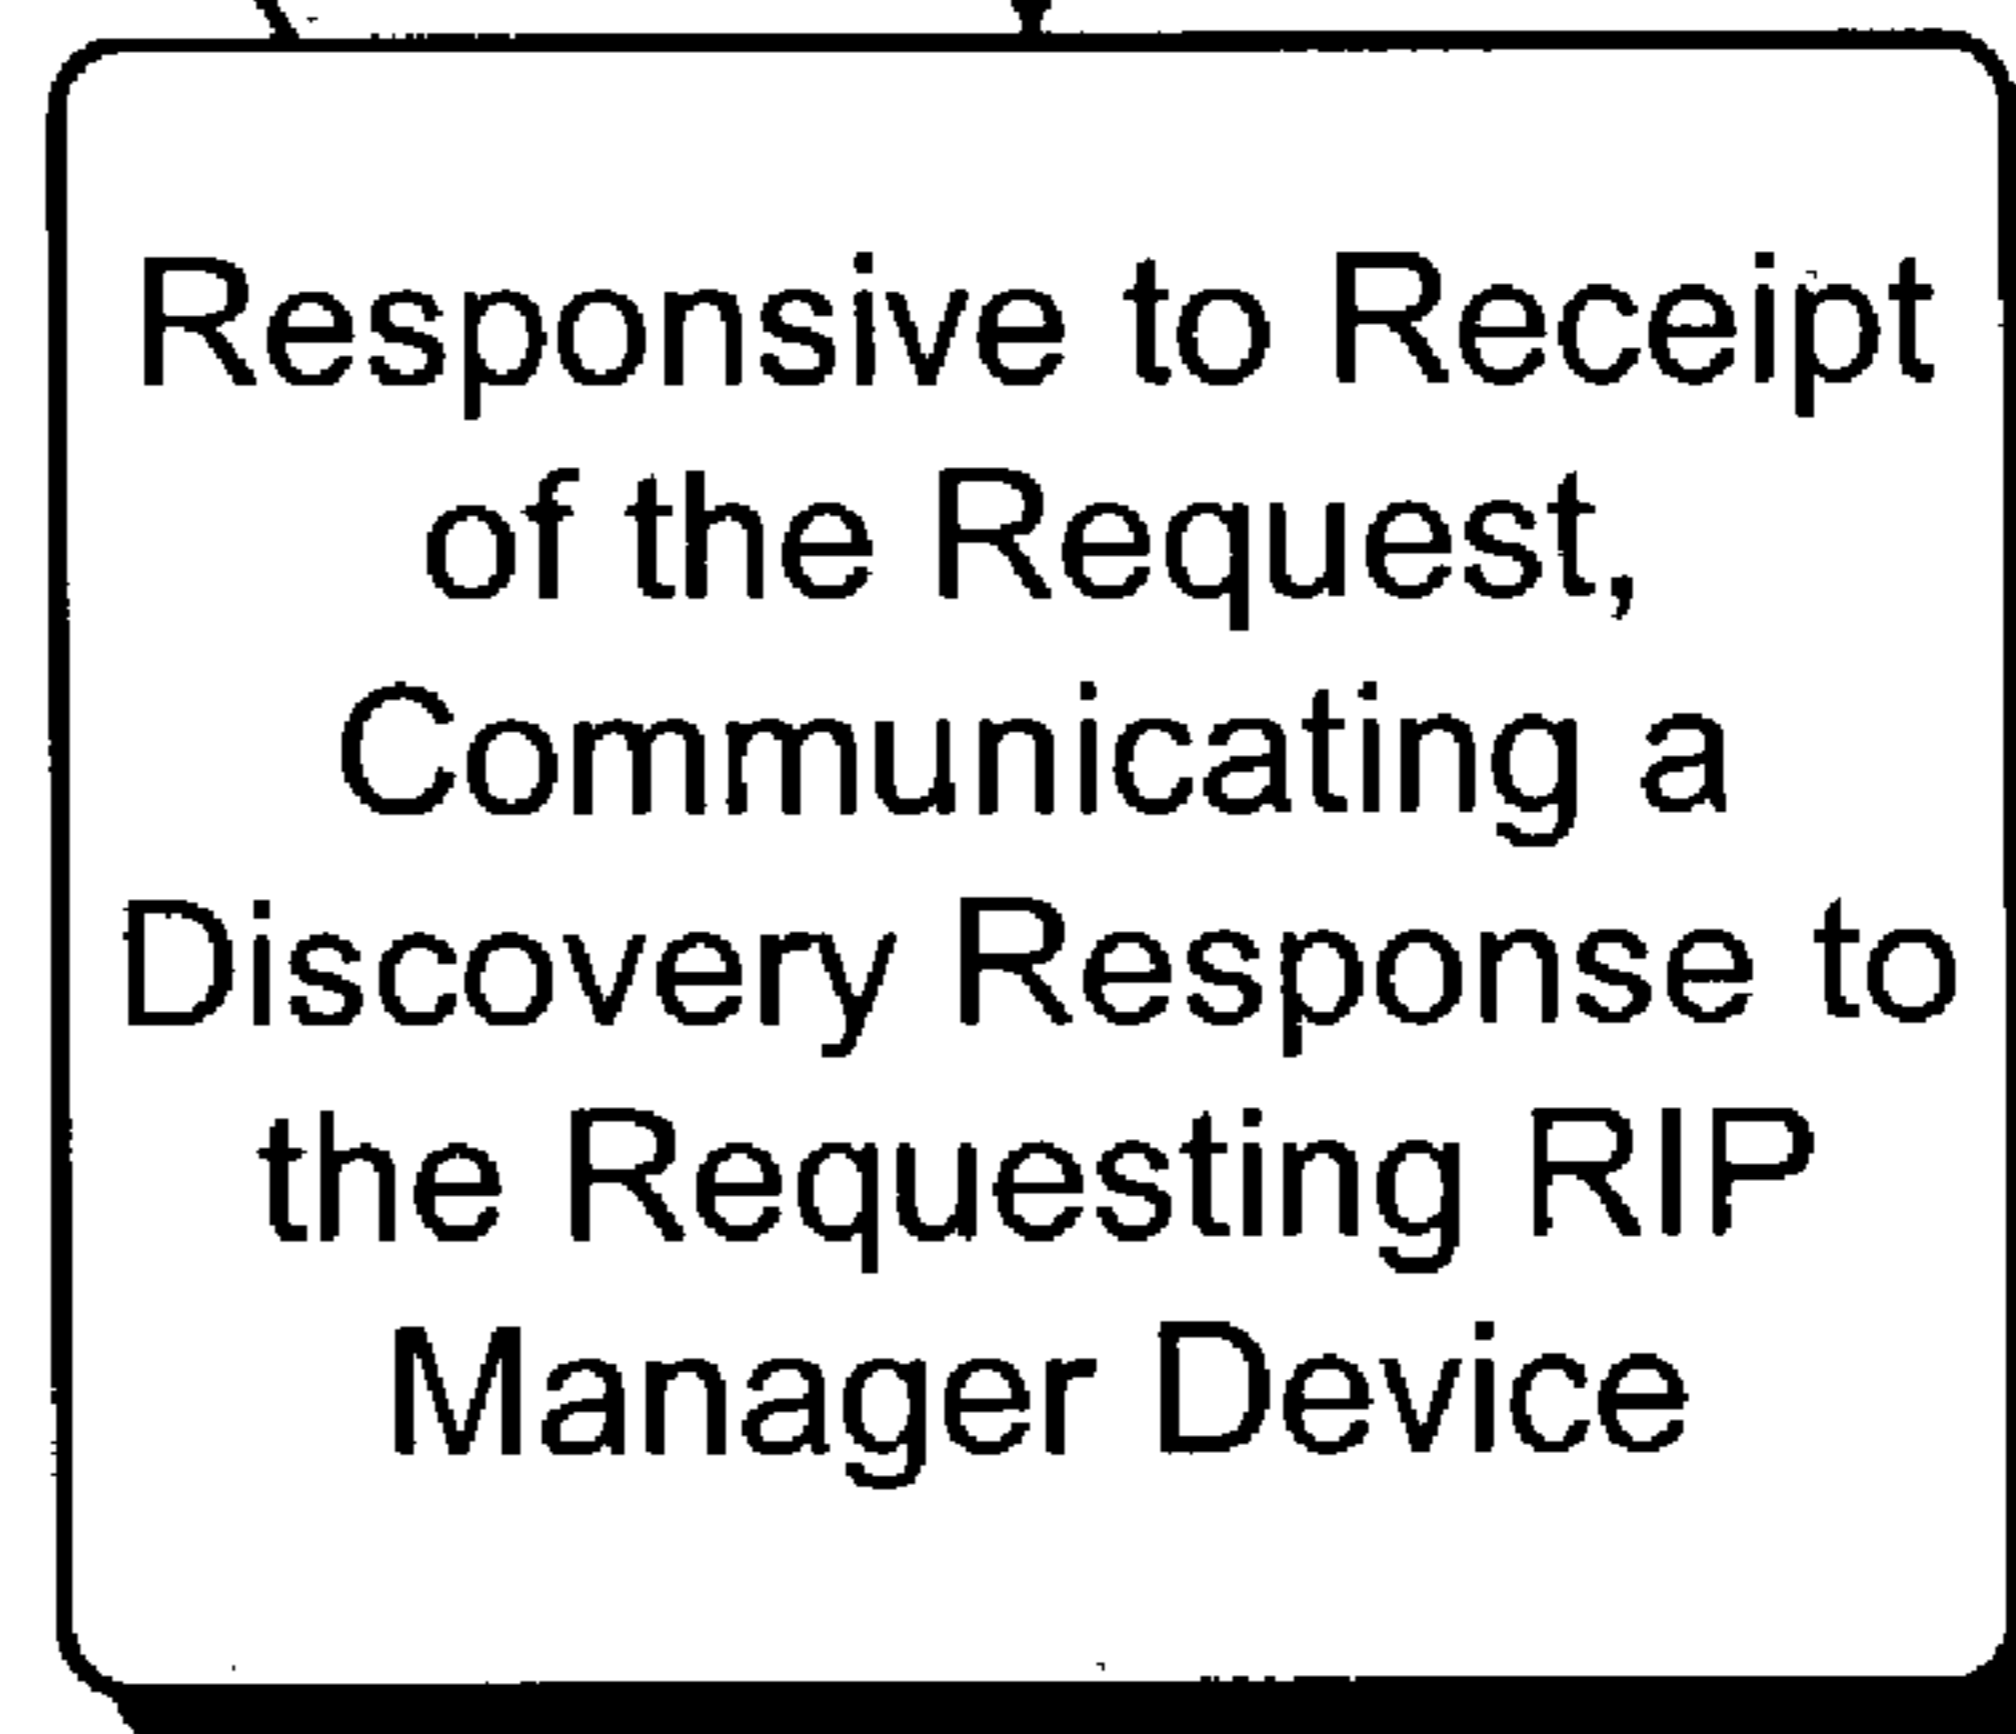 Responsive to Receipt
of the Request,
Communicating a
Discovery Response to
the Requesting RIP
Manager Device